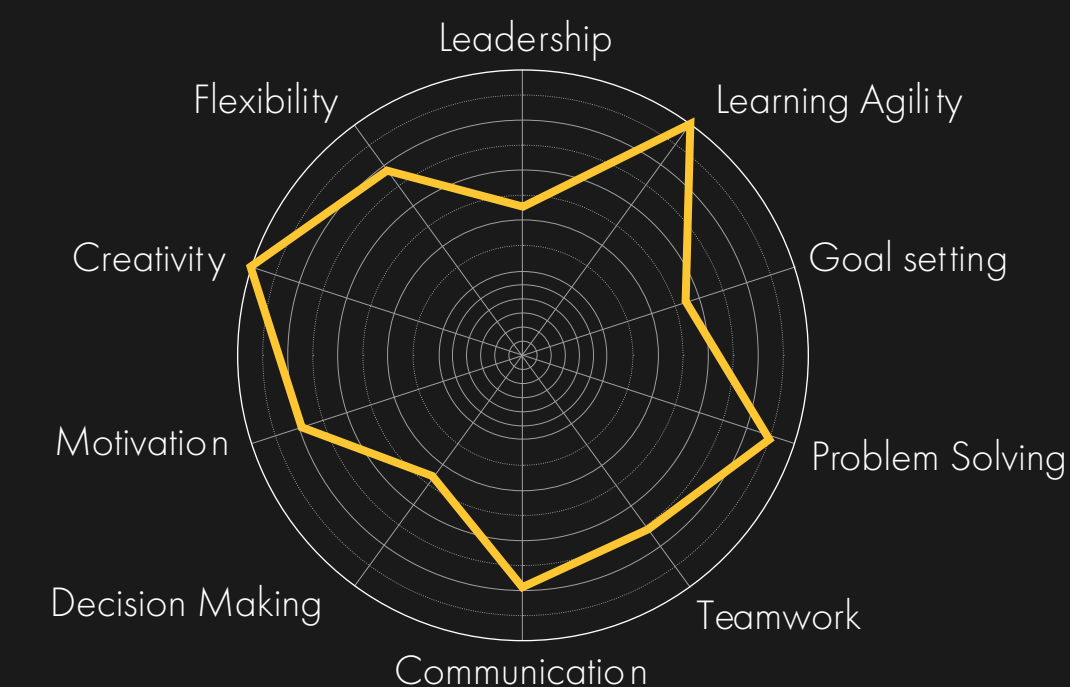 Leadership
Flexibility
Learning Agility
Creativity
Goal setting
Motivation
Problem Solving
Decision Making
Teamwork
Communication